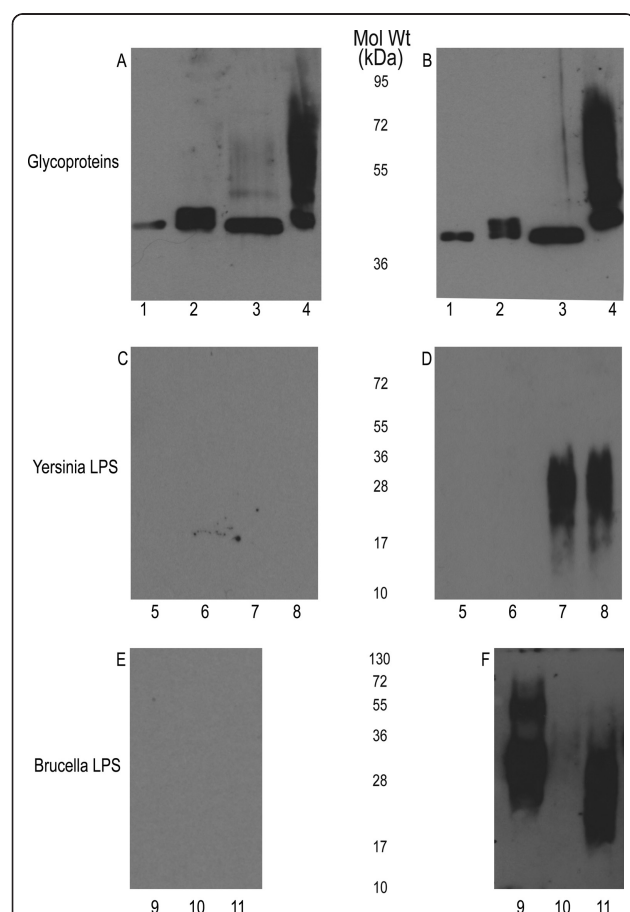 Mol Wt
(kDa)
A
B
95
72
55
Glycoproteins
36
1 2 3 4
1 2 3 4
C
D
72
55
36
Yersinia LPS
28
17
10
5 6 7 8
5 6 7 8
E
F
130
72
55
36
Brucella LPS
28
17
10
9 10 11
9 10 11